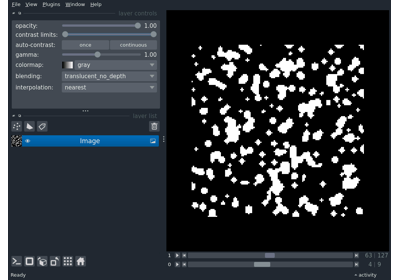 File View Plugins Window Help
layer controls
opacity: 1.00
contrast limits:
auto-contrast: once continuous
gamma: 1.00
colormap: gray
blending: translucent_no_depth
interpolation: nearest
layer list
Image
1 63 127
0 4 9
Ready activity